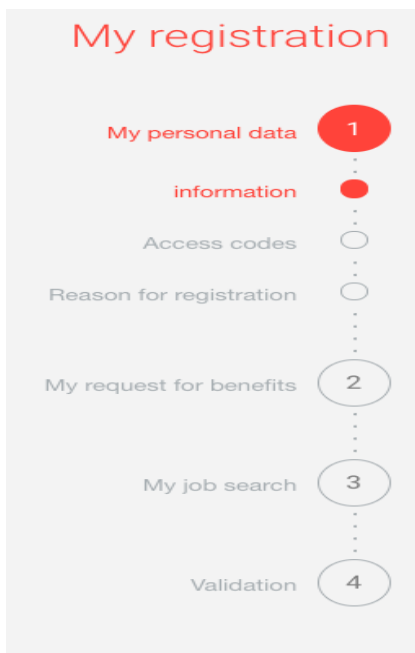 My registration
My personal data 1
information
Access codes
Reason for registration
My request for benefits 2
My job search 3
Validation 4